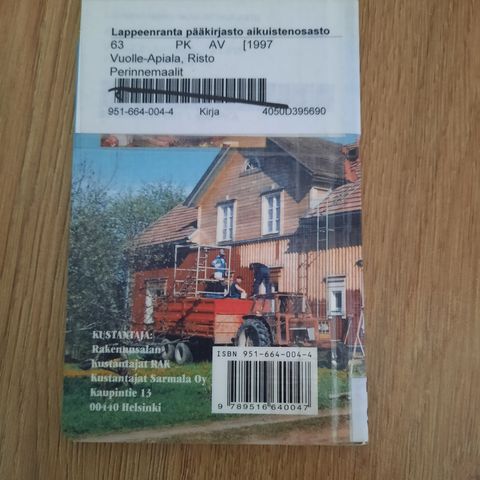 Lappeenranta pääkirjasto aikuistenosasto
63 PK AV [1997
Vuolle-Apiala, Risto
Perinnemaalit
951-664-004-4 Kirja 4050D395690
KUSTANTAJA:
Rakennusalan
Kustantajat RAK
Kustantajat Sarmala Oy
Kaupintie 13
00440 Helsinki
ISBN 951-664-004-4
9 789516 640047